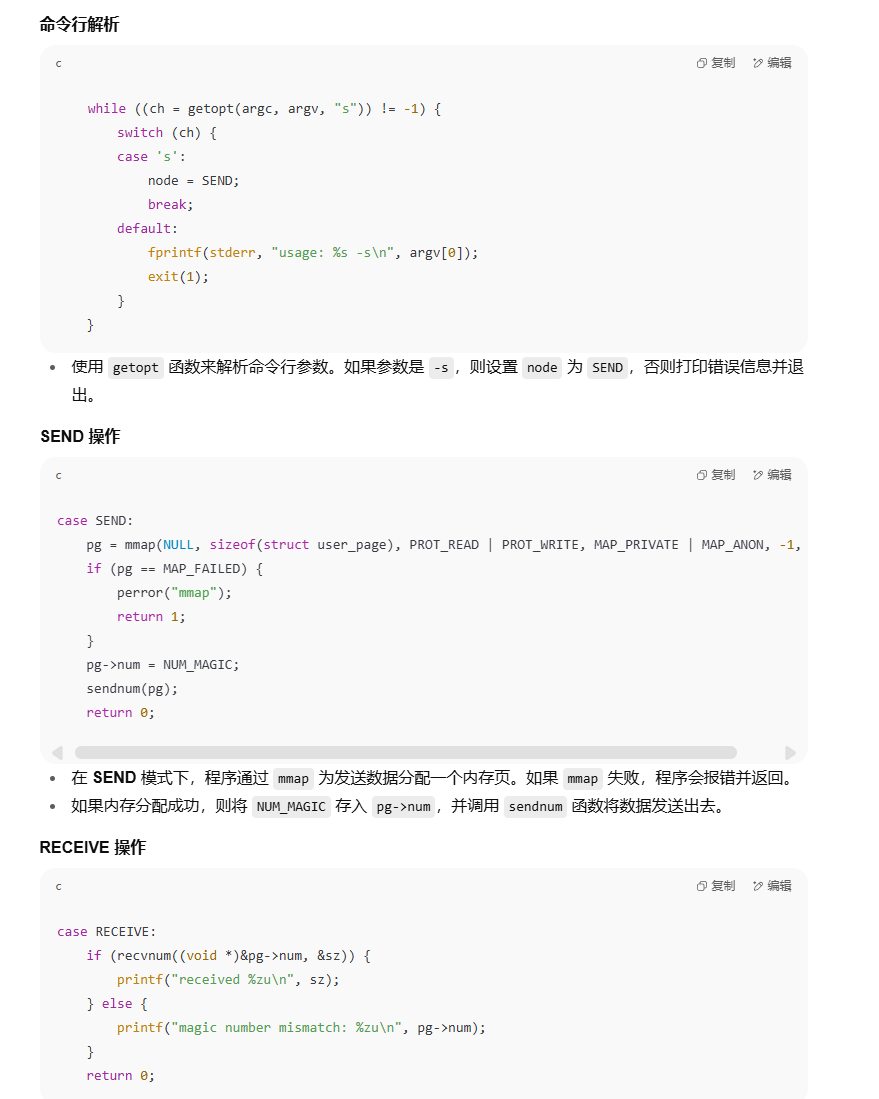 命令行解析
c 复制 编辑
while ((ch = getopt(argc, argv, "s")) != -1) {
switch (ch) {
case 's':
node = SEND;
break;
default:
fprintf(stderr, "usage: %s -s\n", argv[0]);
exit(1);
}
}
• 使用 getopt 函数来解析命令行参数。如果参数是 -s，则设置 node 为 SEND，否则打印错误信息并退
出。
SEND 操作
c 复制 编辑
case SEND:
pg = mmap(NULL, sizeof(struct user_page), PROT_READ | PROT_WRITE, MAP_PRIVATE | MAP_ANON, -1,
if (pg == MAP_FAILED) {
perror("mmap");
return 1;
}
pg->num = NUM_MAGIC;
sendnum(pg);
return 0;
• 在 SEND 模式下，程序通过 mmap 为发送数据分配一个内存页。如果 mmap 失败，程序会报错并返回。
• 如果内存分配成功，则将 NUM_MAGIC 存入 pg->num，并调用 sendnum 函数将数据发送出去。
RECEIVE 操作
c 复制 编辑
case RECEIVE:
if (recvnum((void *)&pg->num, &sz)) {
printf("received %zu\n", sz);
} else {
printf("magic number mismatch: %zu\n", pg->num);
}
return 0;